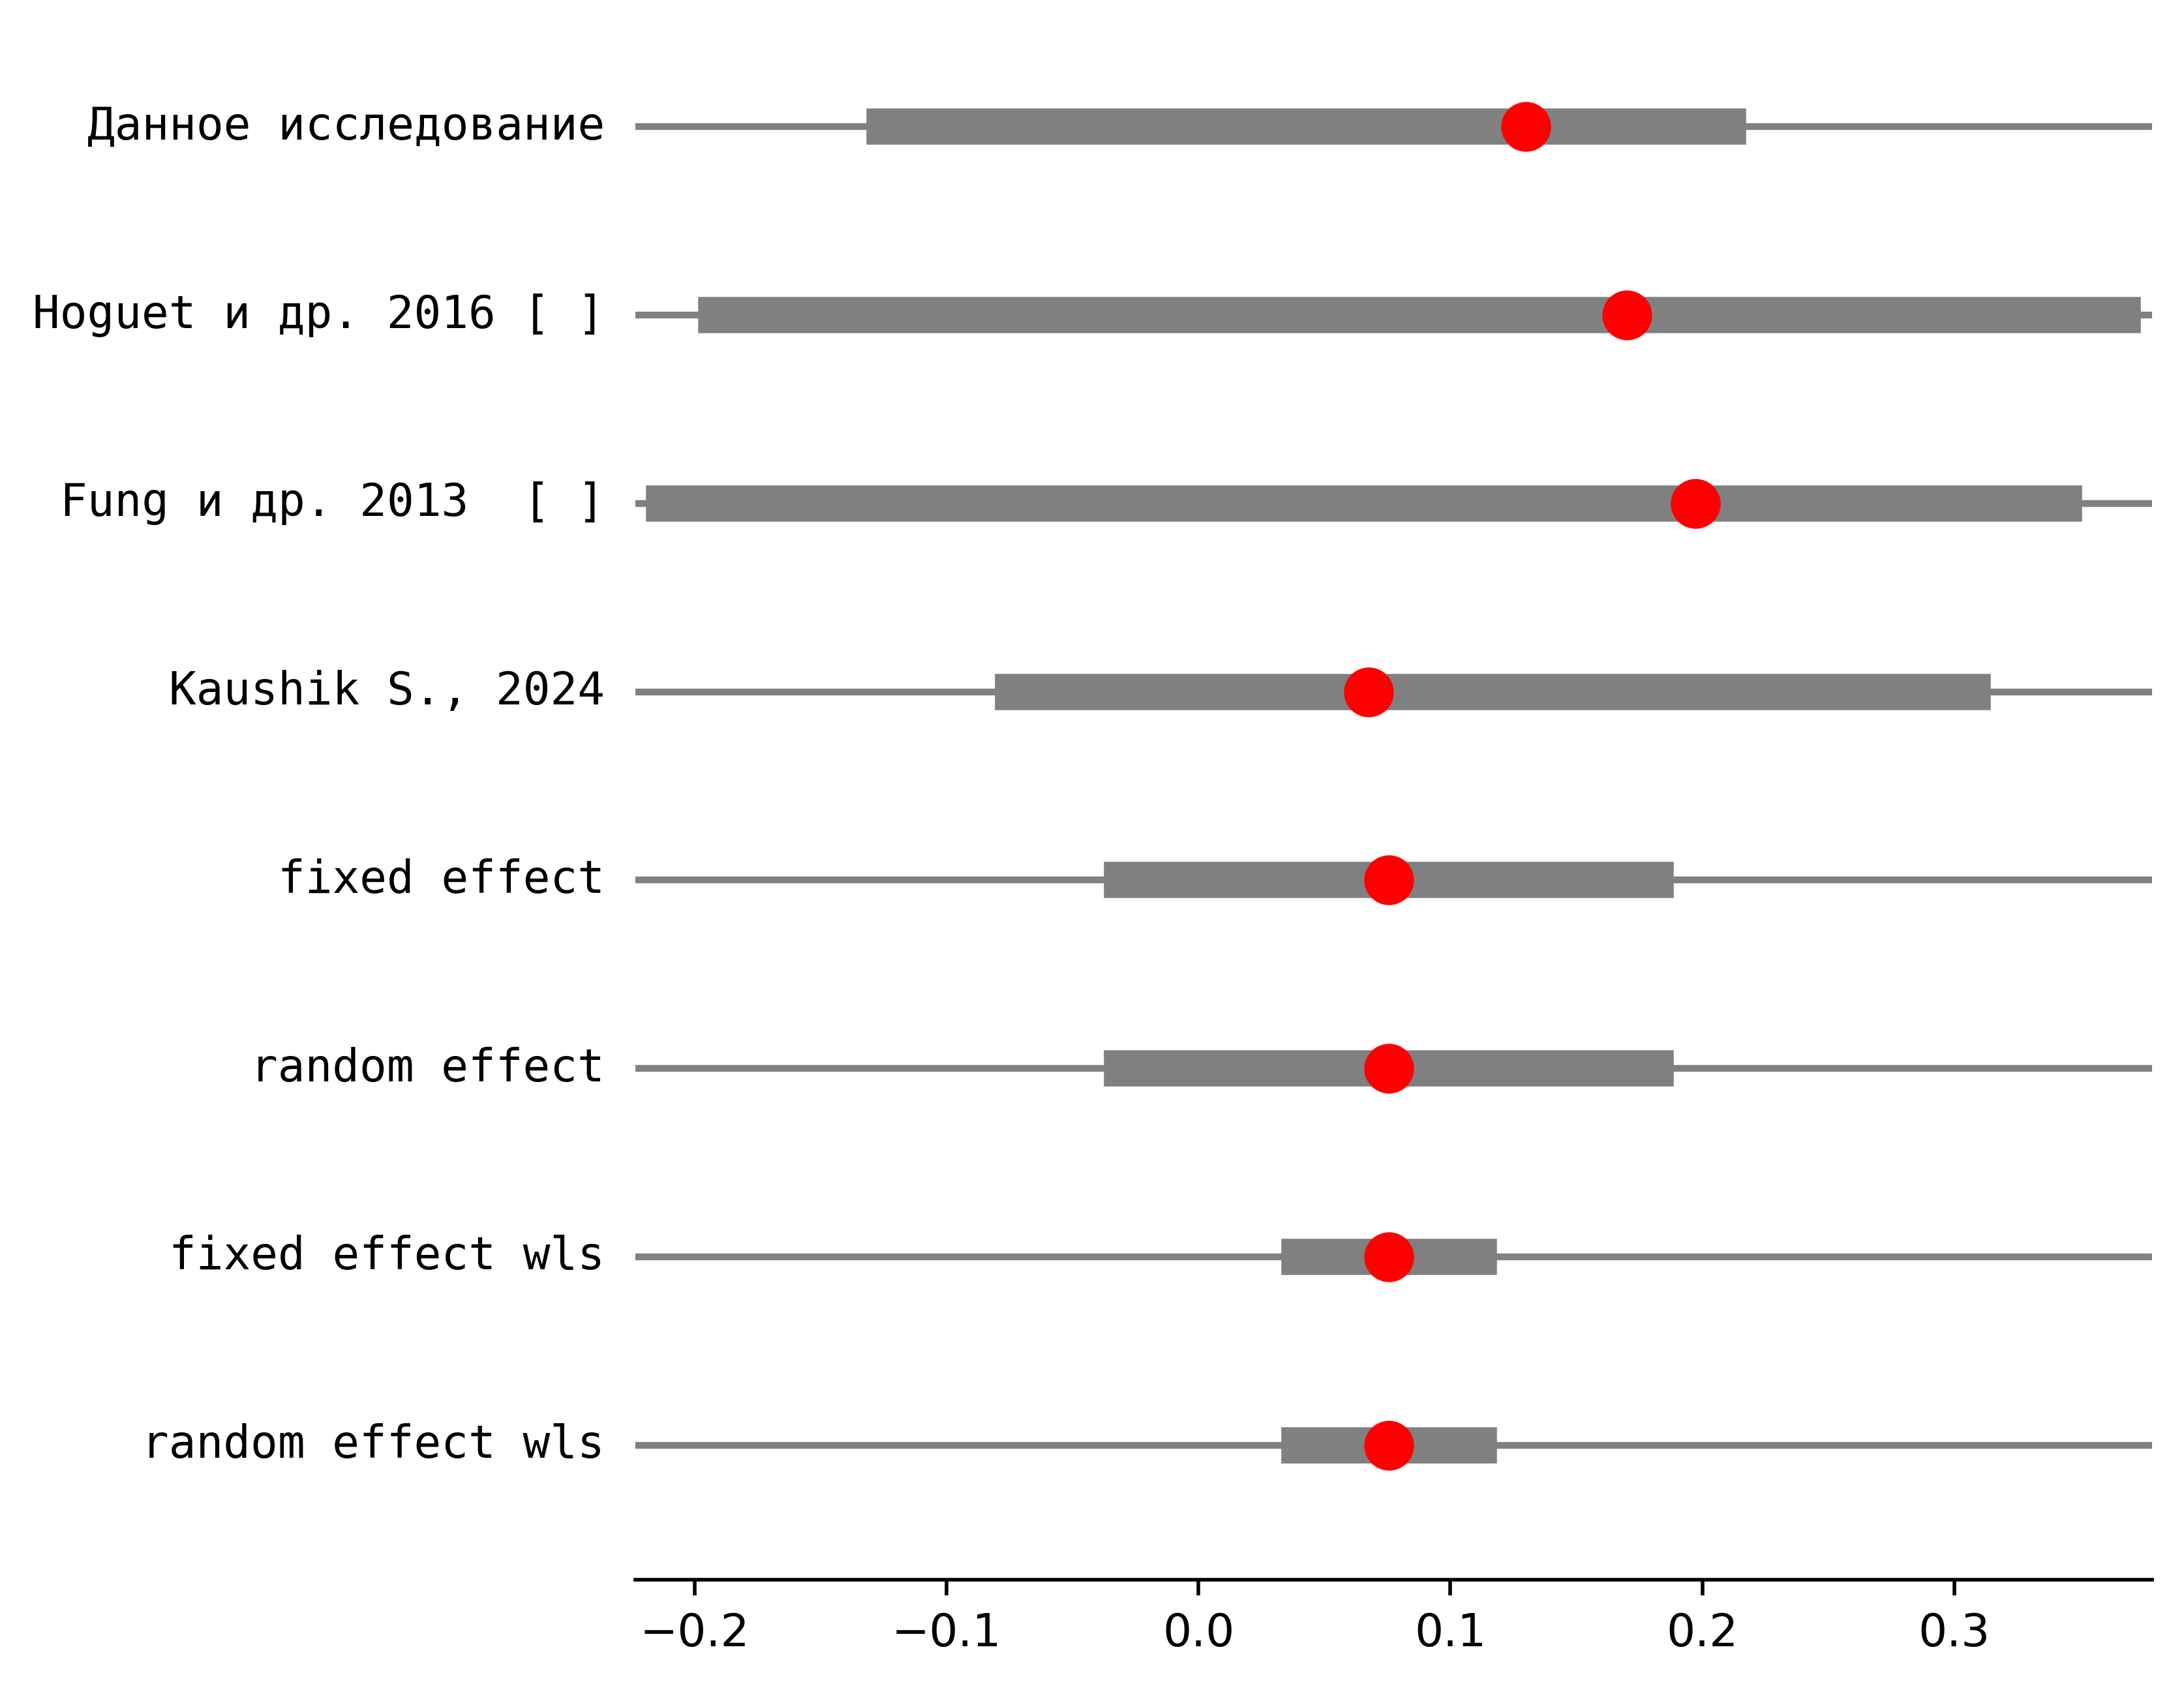 Данное исследование
Hoguet и др. 2016 [ ]
Fung и др. 2013  [ ]
Kaushik S., 2024
fixed effect
random effect
fixed effect wls
random effect wls
−0.2 −0.1 0.0 0.1 0.2 0.3